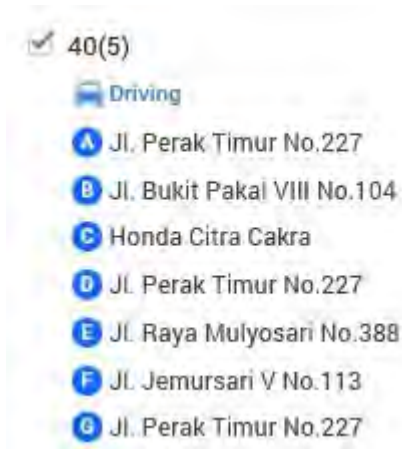 40(5)
Driving
A Jl. Perak Timur No.227
B Jl. Bukit Pakal VIII No.104
C Honda Citra Cakra
D Jl. Perak Timur No.227
E Jl. Raya Mulyosari No.388
F Jl. Jemursari V No.113
G Jl. Perak Timur No.227